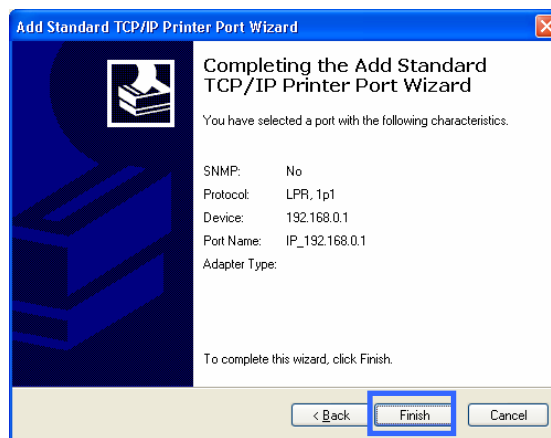 Add Standard TCP/IP Printer Port Wizard
Completing the Add Standard
TCP/IP Printer Port Wizard
You have selected a port with the following characteristics.
SNMP: No
Protocol: LPR, 1p1
Device: 192.168.0.1
Port Name: IP_192.168.0.1
Adapter Type:
To complete this wizard, click Finish.
< Back Finish Cancel